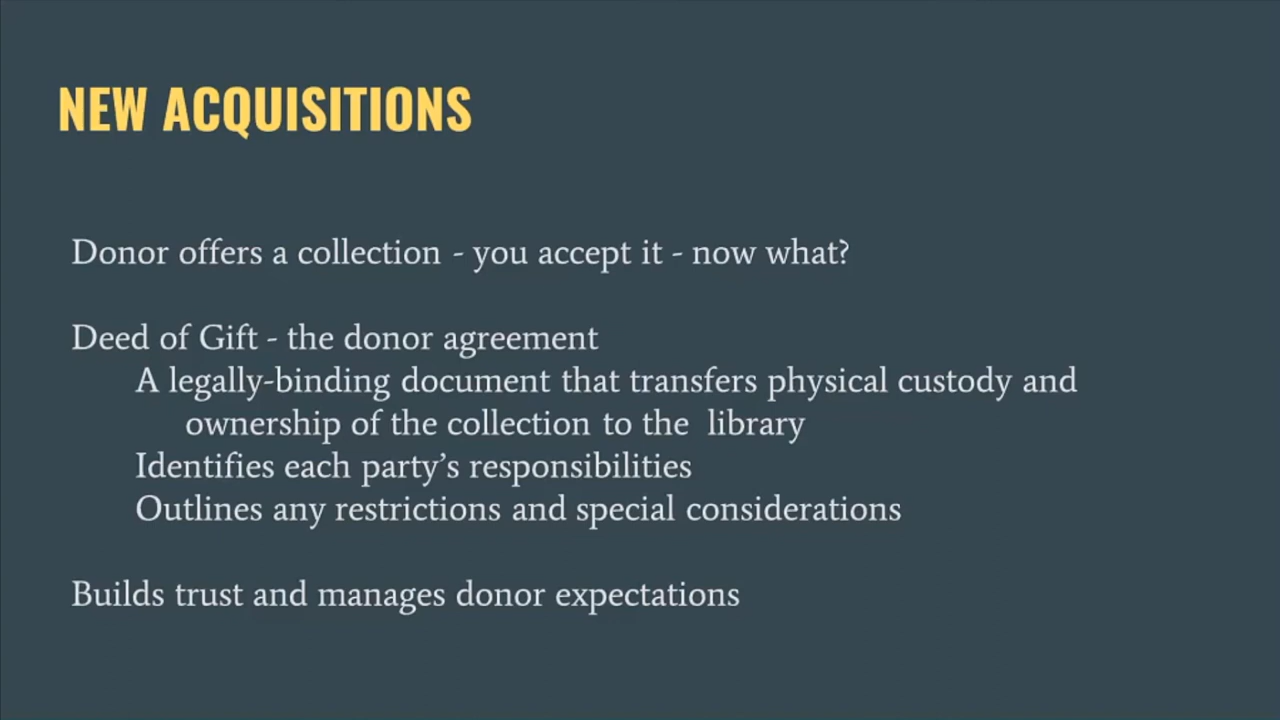 NEW ACQUISITIONS
Donor offers a collection - you accept it - now what?
Deed of Gift - the donor agreement
A legally-binding document that transfers physical custody and
ownership of the collection to the library
Identifies each party’s responsibilities
Outlines any restrictions and special considerations
Builds trust and manages donor expectations